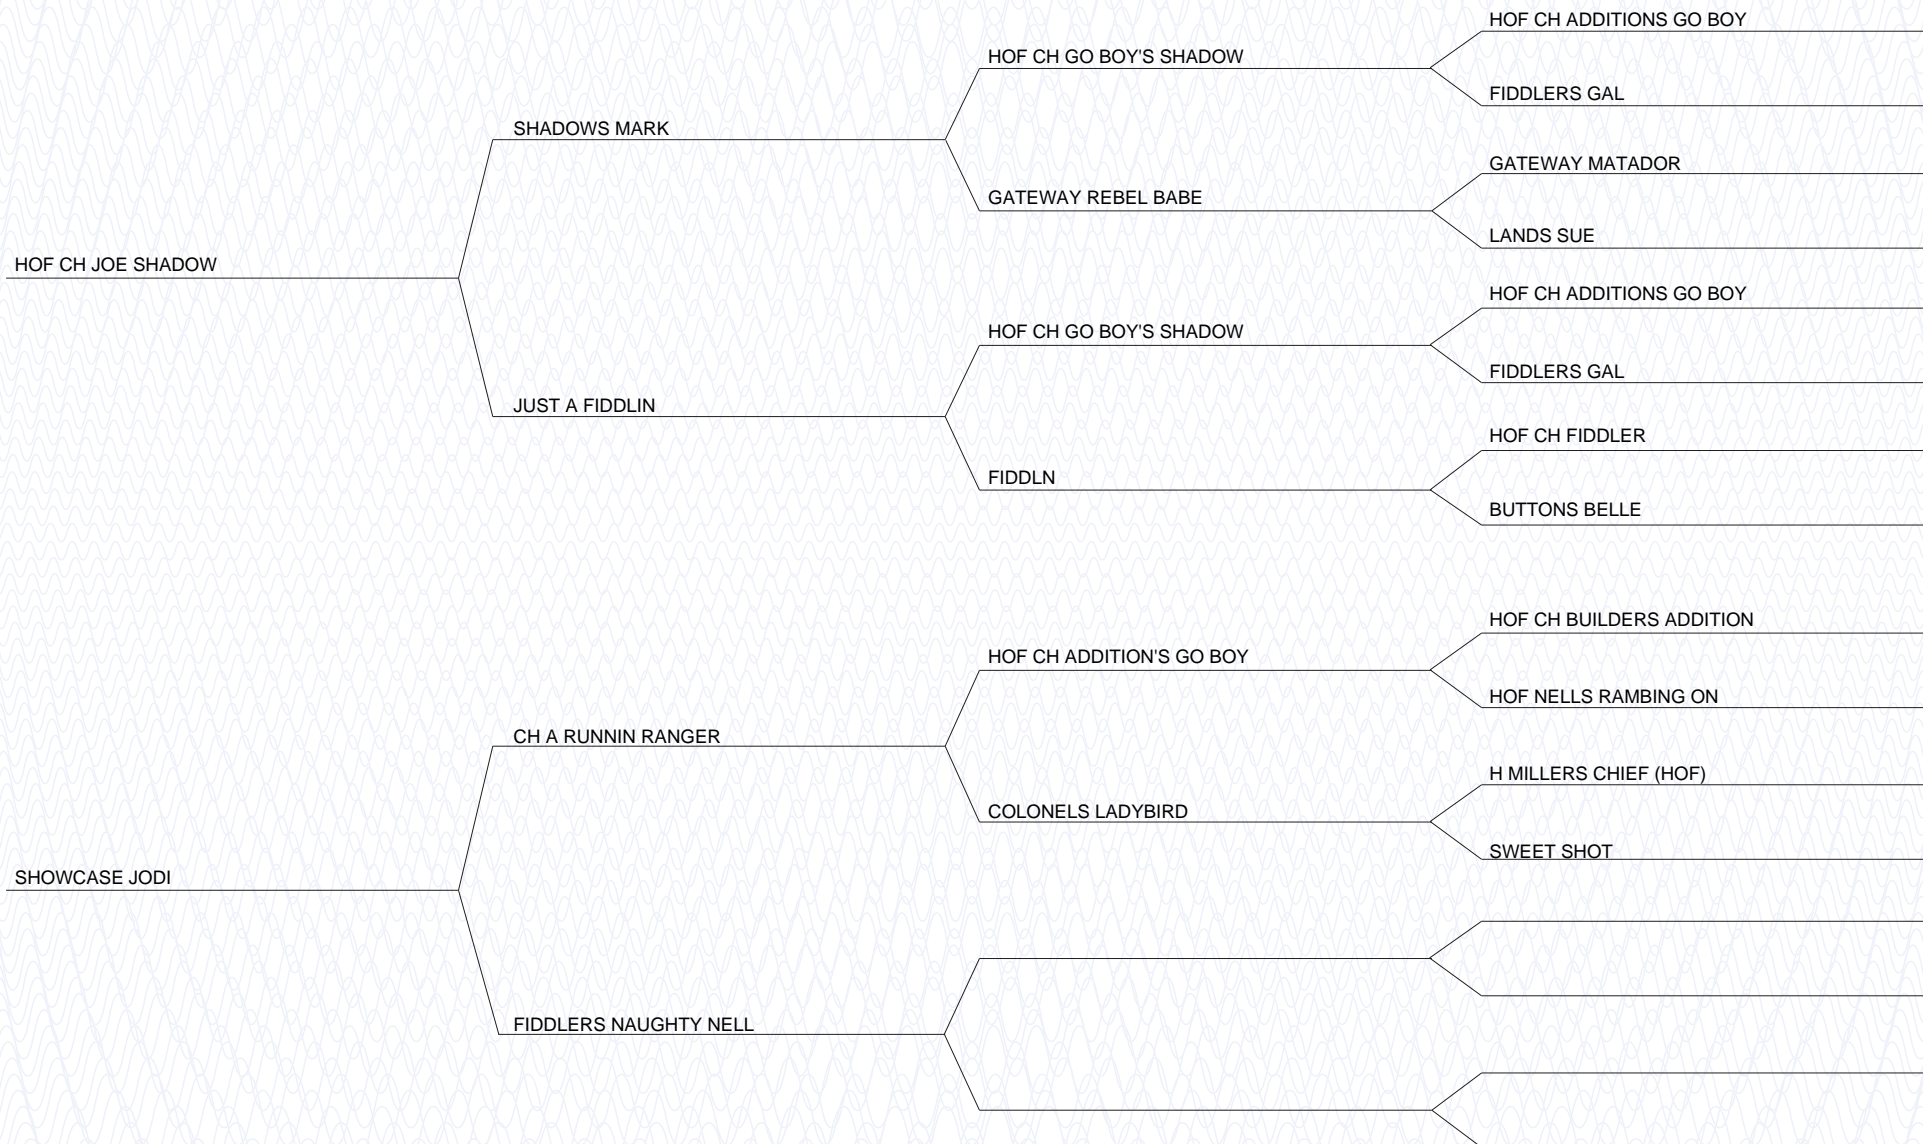 HOF CH ADDITIONS GO BOY
HOF CH GO BOY'S SHADOW
FIDDLERS GAL
SHADOWS MARK
GATEWAY MATADOR
GATEWAY REBEL BABE
LANDS SUE
HOF CH JOE SHADOW
HOF CH ADDITIONS GO BOY
HOF CH GO BOY'S SHADOW
FIDDLERS GAL
JUST A FIDDLIN
HOF CH FIDDLER
FIDDLN
BUTTONS BELLE
HOF CH BUILDERS ADDITION
HOF CH ADDITION'S GO BOY
HOF NELLS RAMBING ON
CH A RUNNIN RANGER
H MILLERS CHIEF (HOF)
COLONELS LADYBIRD
SWEET SHOT
SHOWCASE JODI
FIDDLERS NAUGHTY NELL